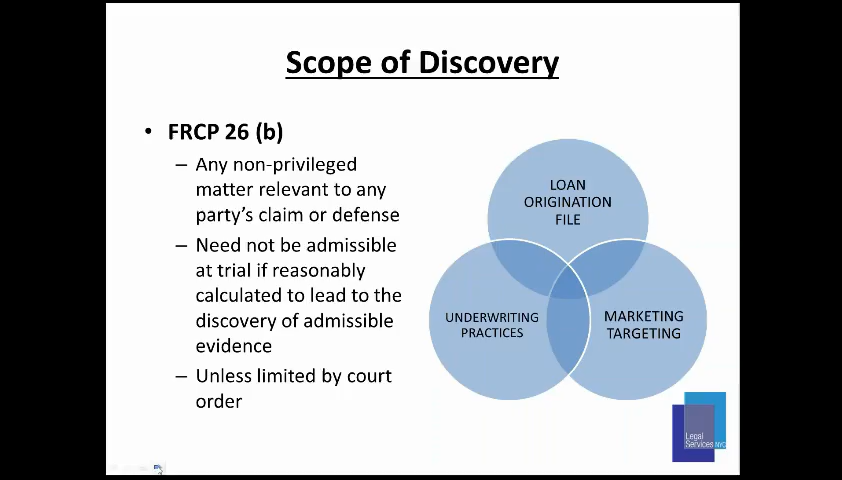 Scope of Discovery
• FRCP 26 (b)
– Any non-privileged
matter relevant to any
party's claim or defense
– Need not be admissible
at trial if reasonably
calculated to lead to the
discovery of admissible
evidence
– Unless limited by court
order
LOAN
ORIGINATION
FILE
UNDERWRITING
PRACTICES
MARKETING
TARGETING
Legal
Services NYC